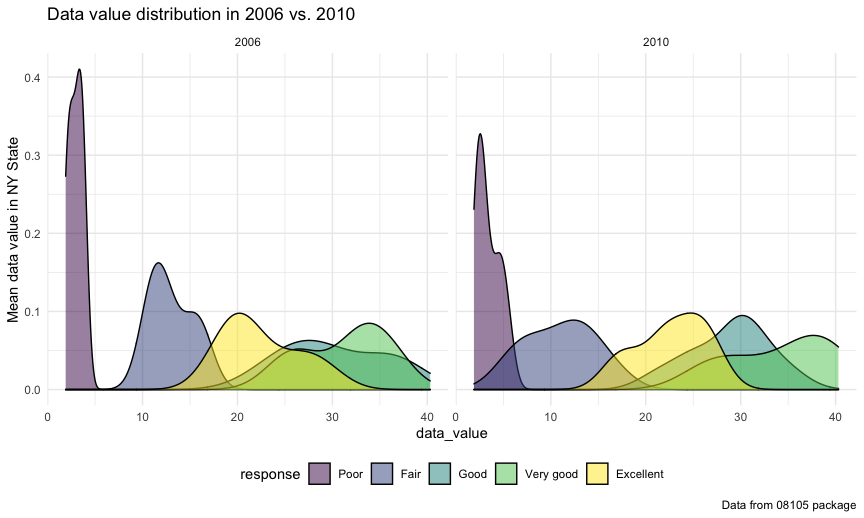 Data value distribution in 2006 vs. 2010
2006 2010
0.4
0.3
0.2
0.1
0.0
Mean data value in NY State
0 10 20 30 40 0 10 20 30 40
data_value
response Poor Fair Good Very good Excellent
Data from 08105 package